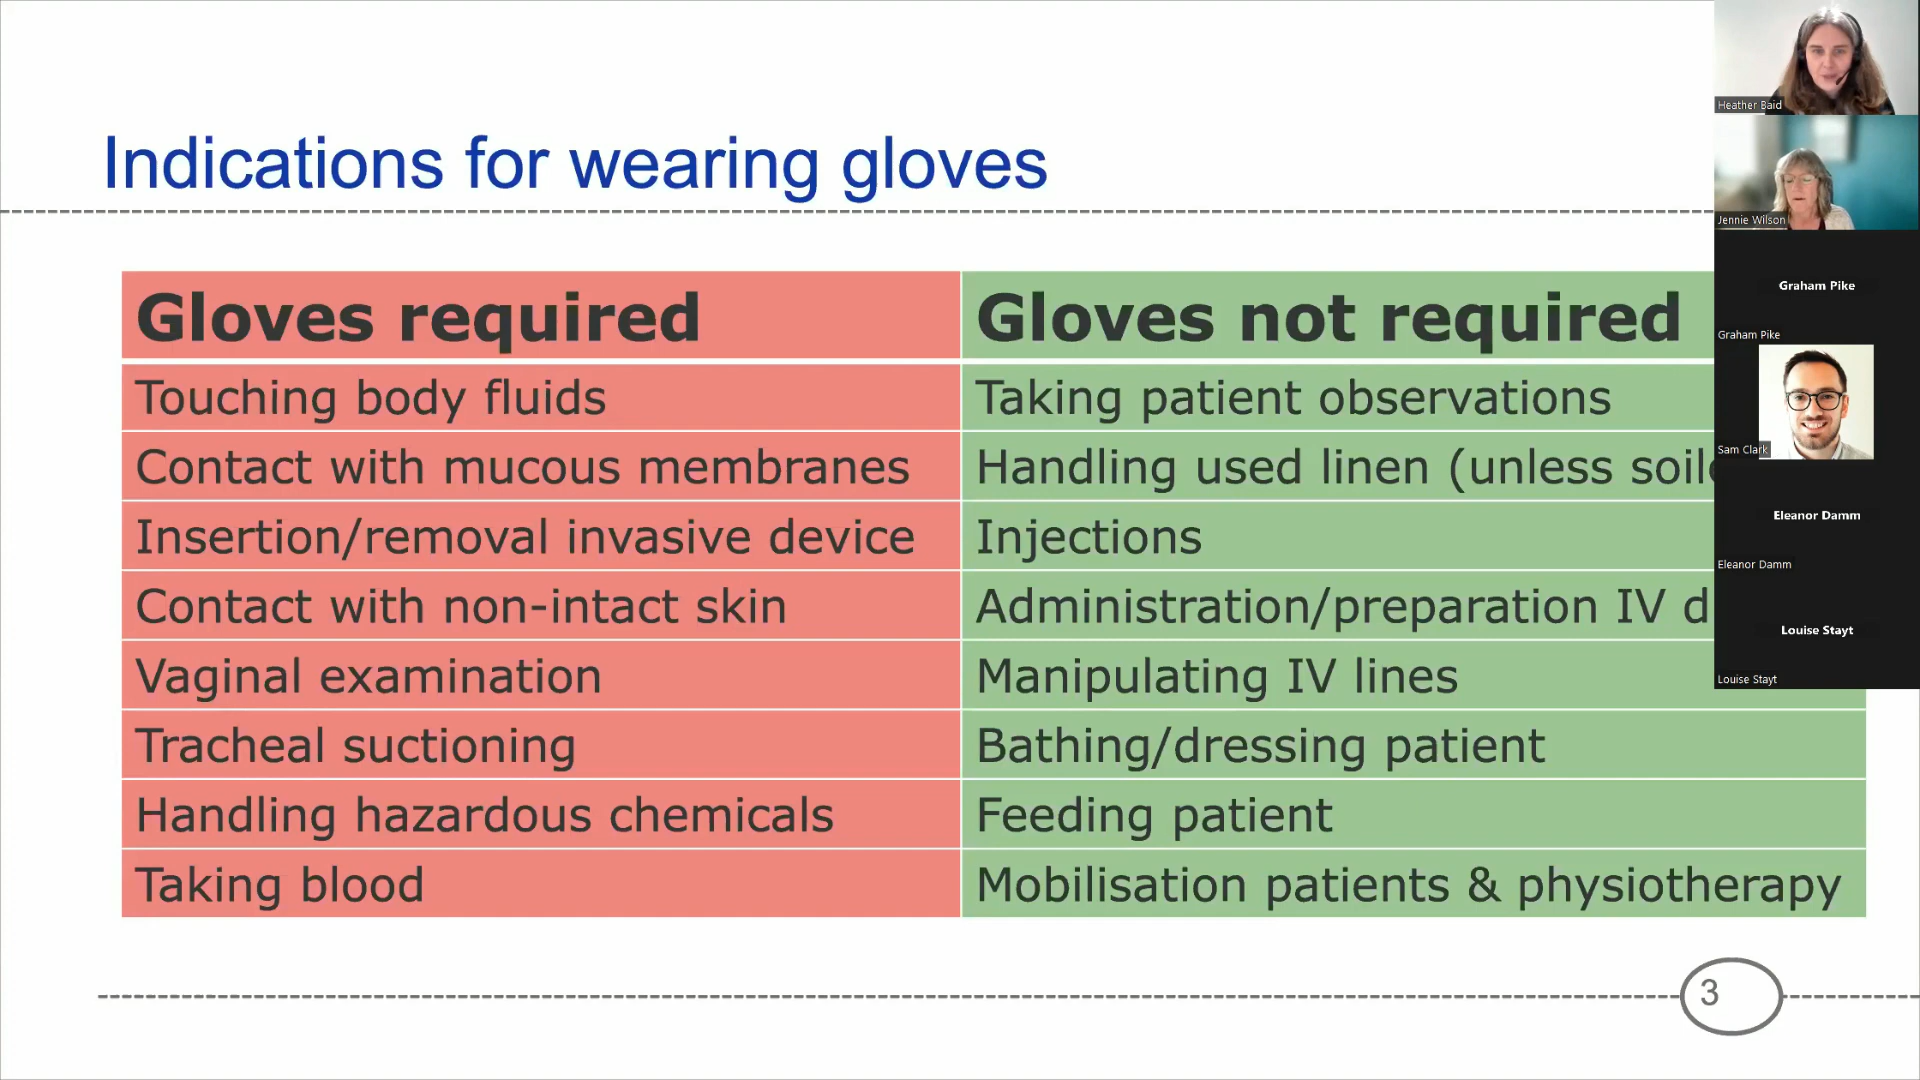 Indications for wearing gloves
Gloves required
Gloves not required
Touching body fluids
Taking patient observations
Contact with mucous membranes
Handling used linen (unless
Insertion/removal invasive device
Injections
Contact with non-intact skin
Administration/preparation IV
Vaginal examination
Manipulating IV lines
Tracheal suctioning
Bathing/dressing patient
Handling hazardous chemicals
Feeding patient
Taking blood
Mobilisation patients & physiotherapy
3
Heather Baid
Jennie Wilson
Graham Pike
Graham Pike
Sam Clark
Eleanor Damm
Eleanor Damm
Louise Stayt
Louise Stayt